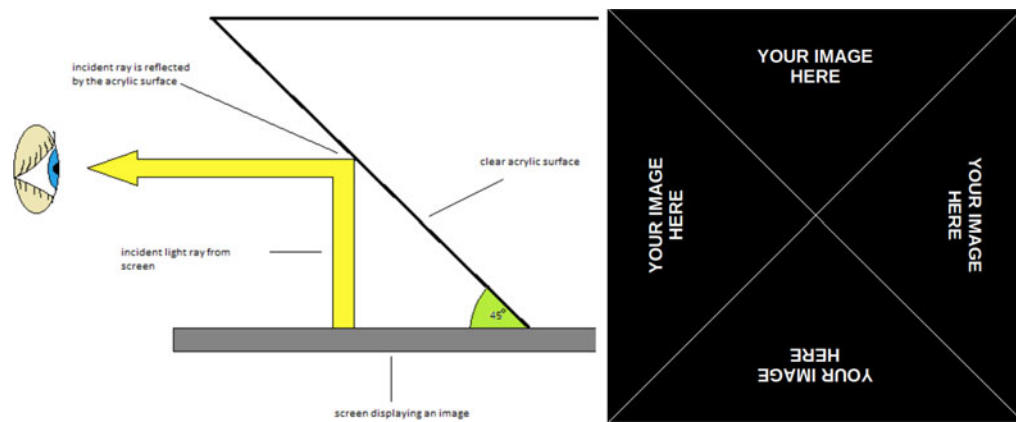 incident ray is reflected
by the acrylic surface
clear acrylic surface
incident light ray from
screen
45°
screen displaying an image
YOUR IMAGE
HERE
YOUR IMAGE
HERE
YOUR IMAGE
HERE
YOUR IMAGE
HERE